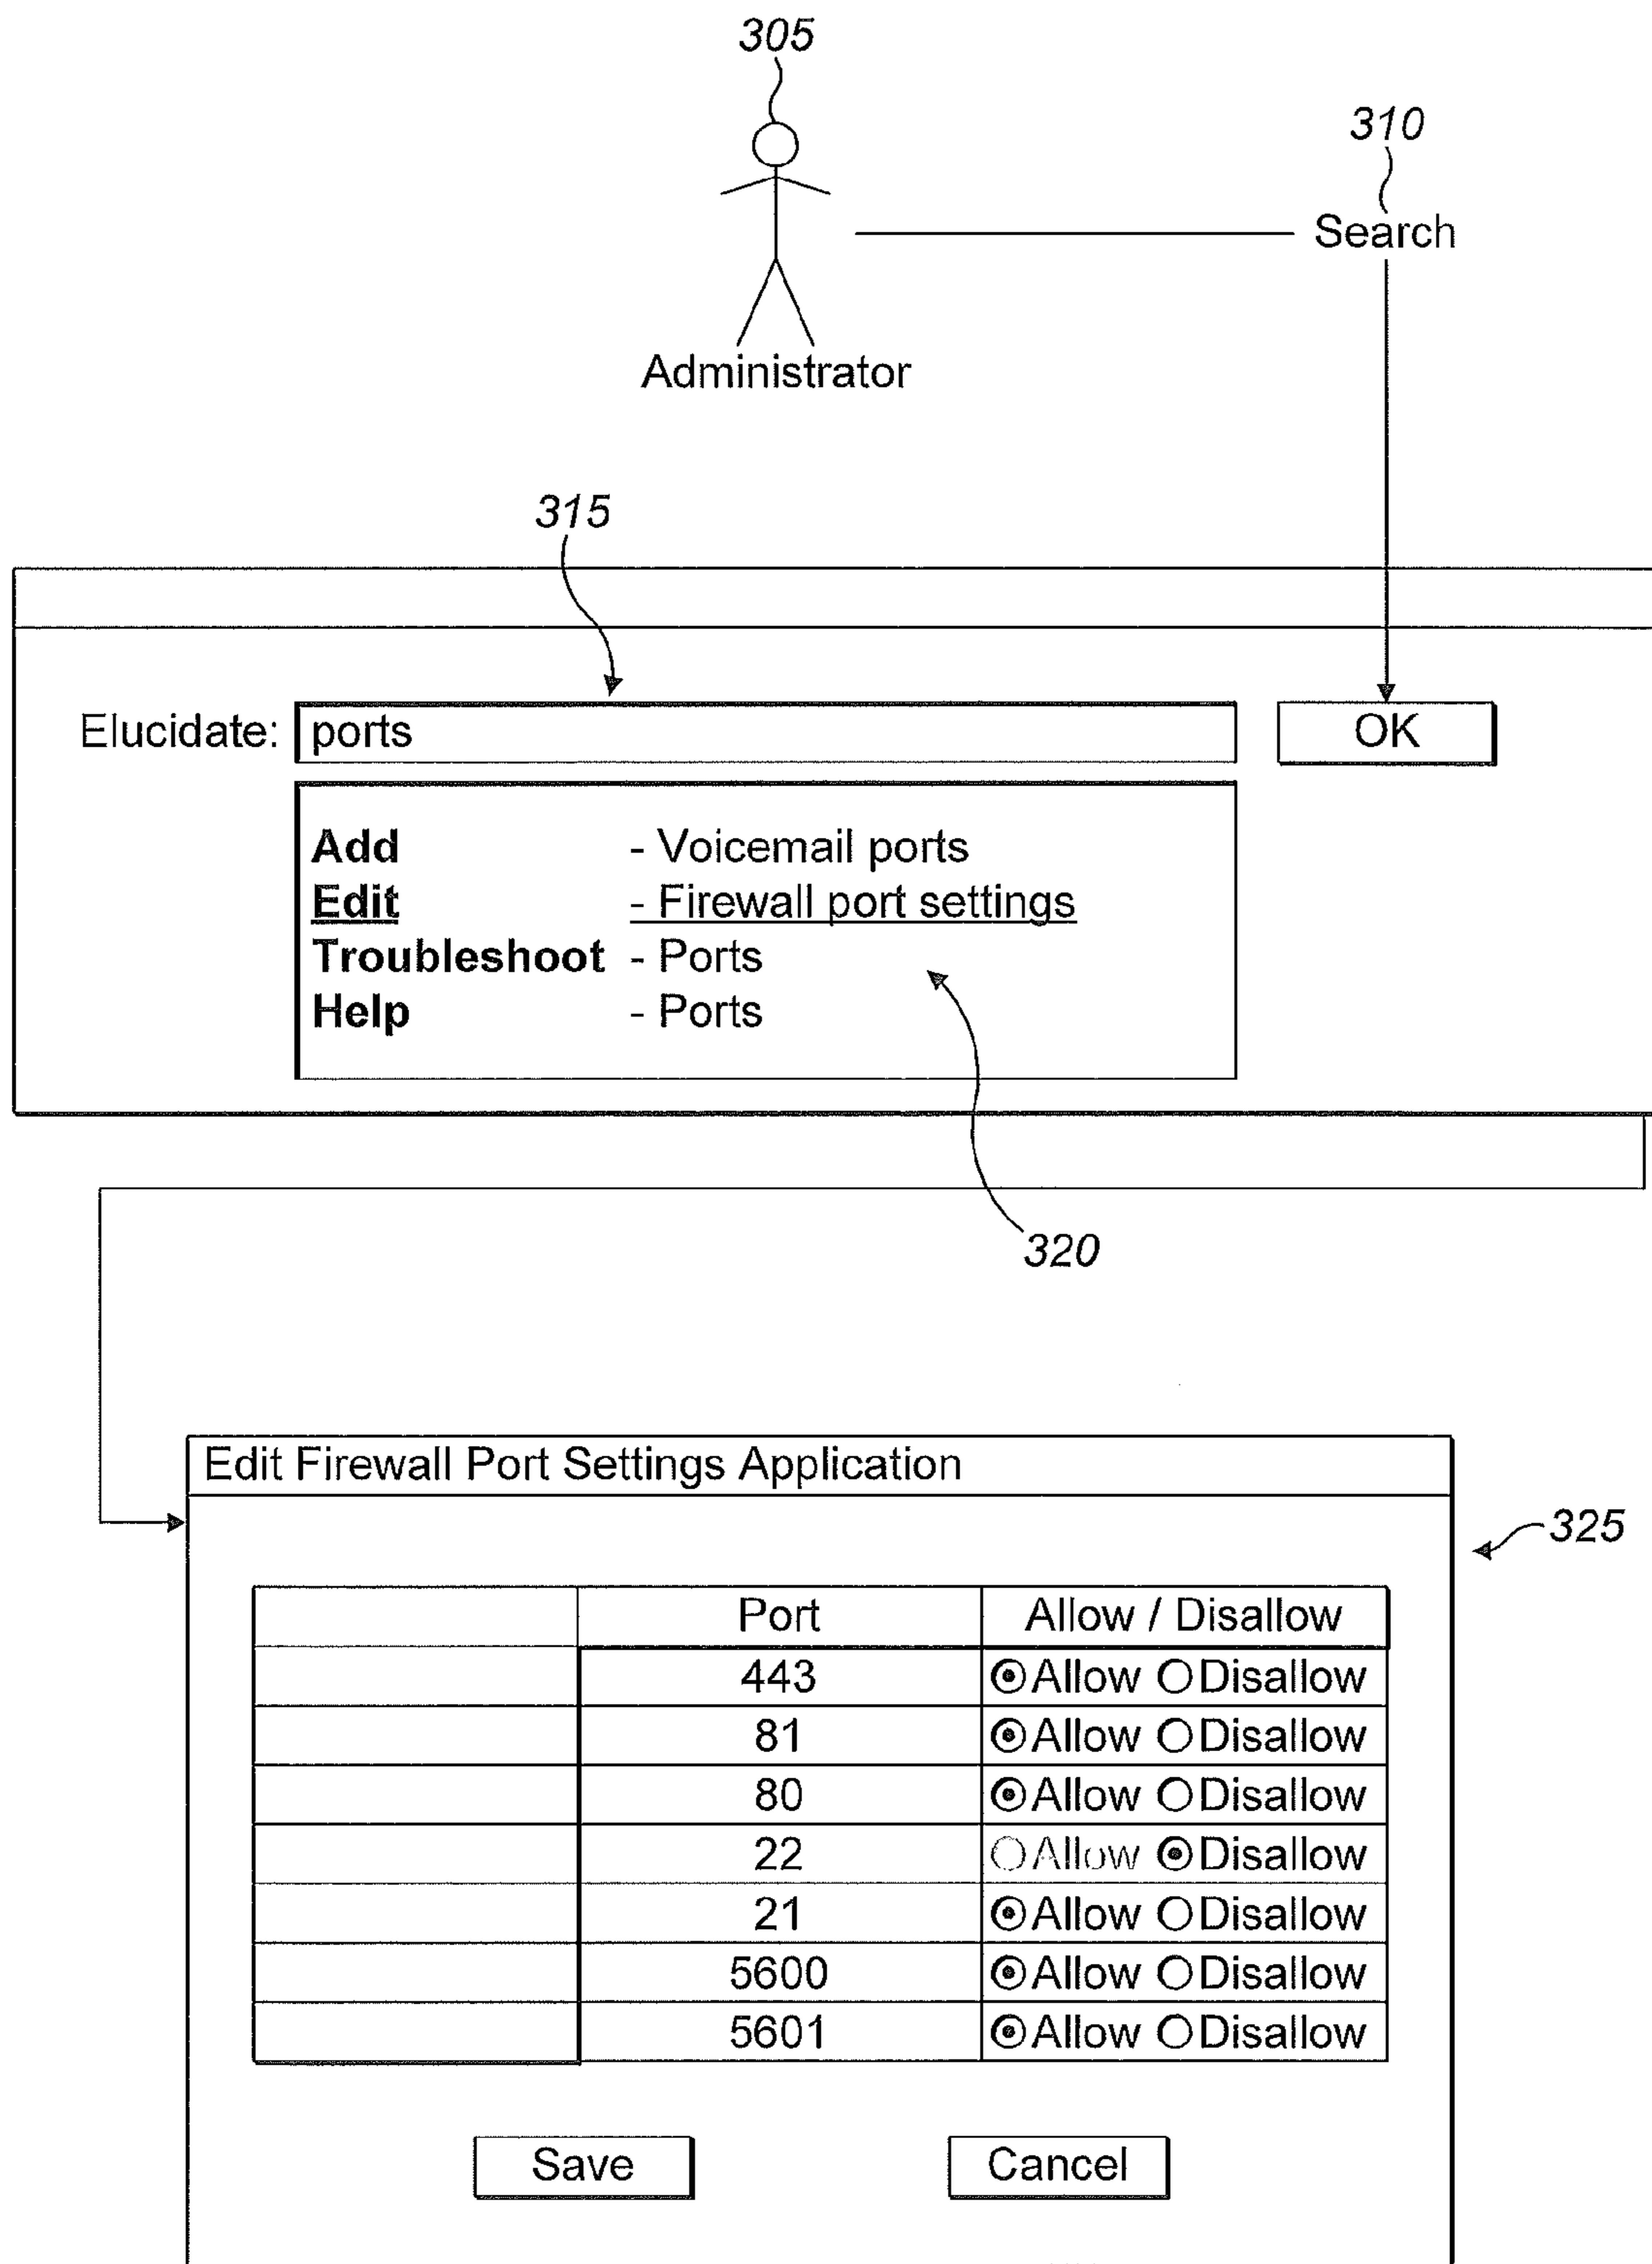 305
310
Search
Administrator
315
Elucidate: ports OK
Add - Voicemail ports
Edit - Firewall port settings
Troubleshoot - Ports
Help - Ports
320
Edit Firewall Port Settings Application
325
Port Allow / Disallow
443 Allow Disallow
81 Allow Disallow
80 Allow Disallow
22 Allow Disallow
21 Allow Disallow
5600 Allow Disallow
5601 Allow Disallow
Save Cancel